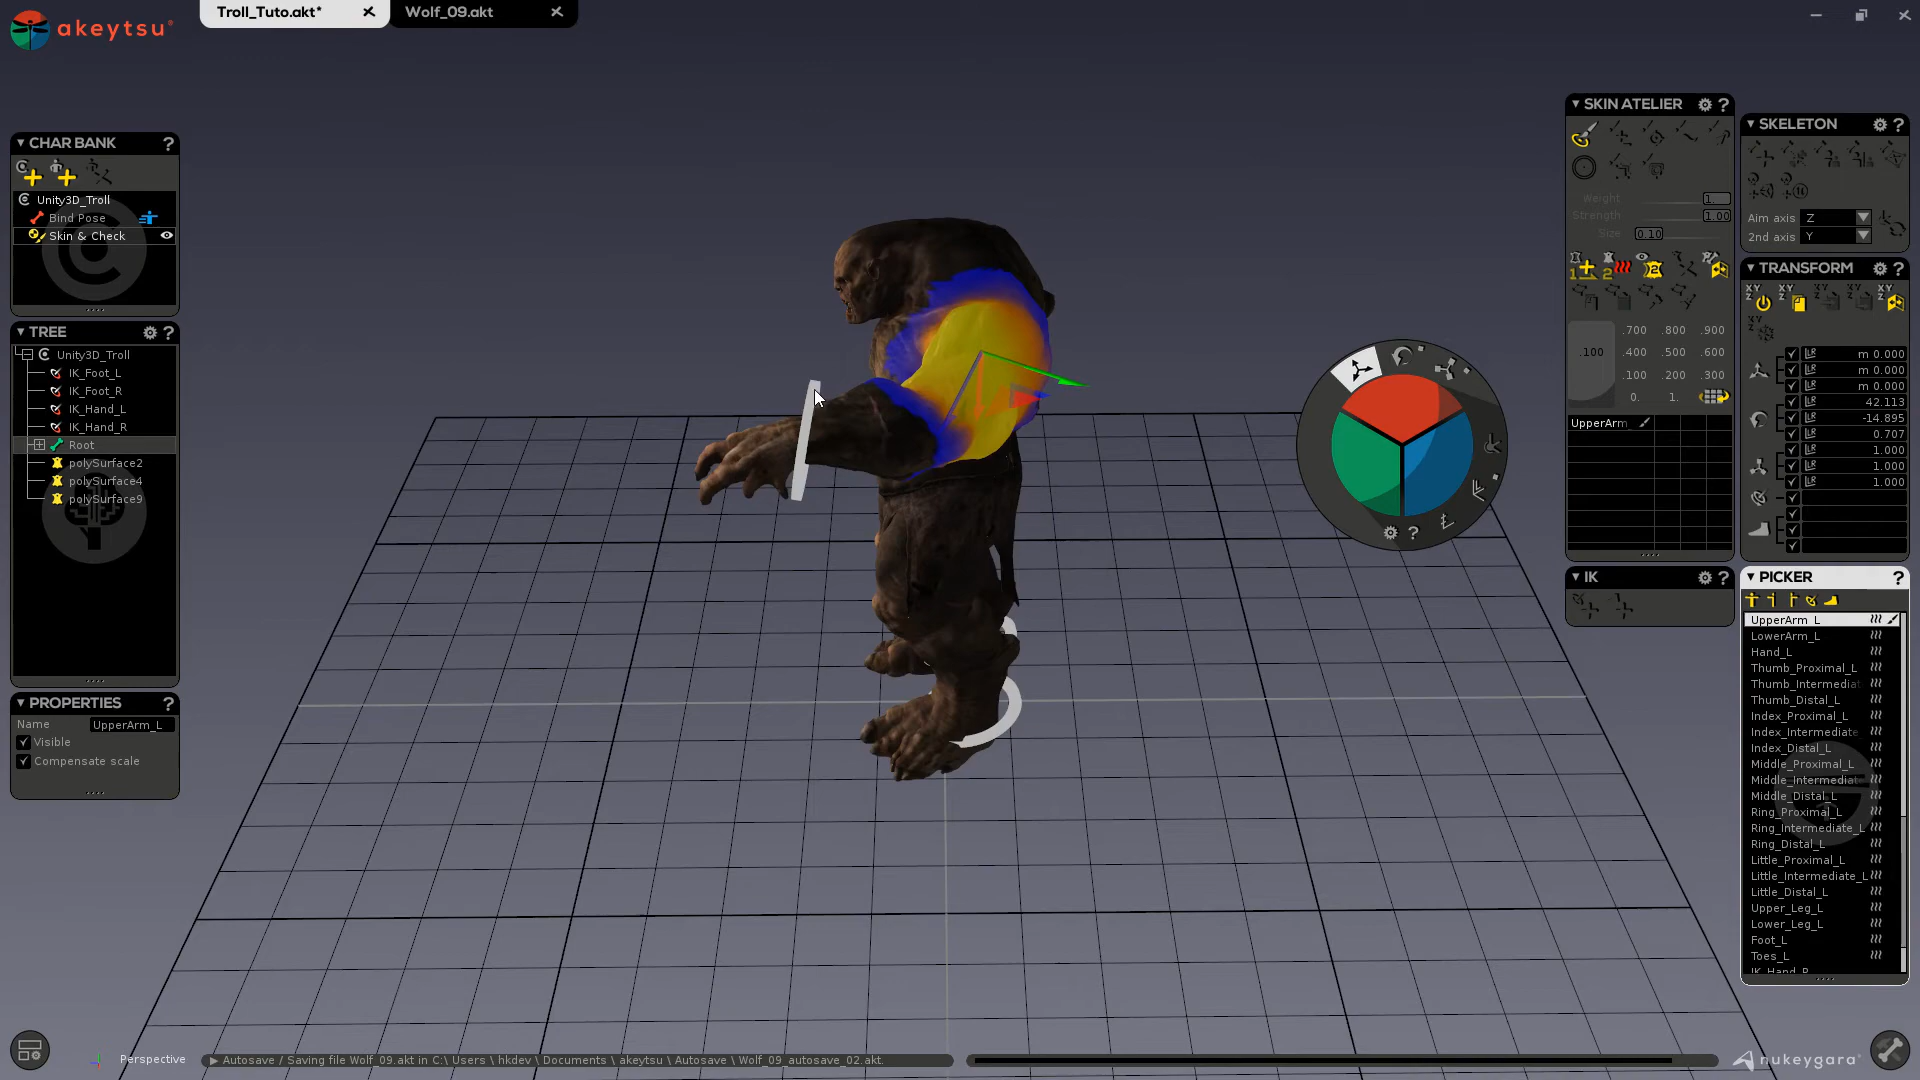 akeytsu
Troll_Tuto.akt*
Wolf_09.akt
CHAR BANK
?
Unity3D_Troll
Bind Pose
Skin & Check
TREE
?
Unity3D_Troll
IK_Foot_L
IK_Foot_R
IK_Hand_L
IK_Hand_R
Root
polySurface2
polySurface4
polySurface9
PROPERTIES
?
Name UpperArm_L
Visible
Compensate scale
?
SKIN ATELIER
?
Weight 1.
Strength 1.00
Size 0.10
.100
.700 .800 .900
.400 .500 .600
.100 .200 .300
0. 1.
UpperArm_
IK
?
SKELETON
?
Aim axis Z
2nd axis Y
TRANSFORM
?
m 0.000
m 0.000
m 0.000
42.113
-14.895
0.707
1.000
1.000
1.000
PICKER
?
UpperArm_L
LowerArm_L
Hand_L
Thumb_Proximal_L
Thumb_Intermediat
Thumb_Distal_L
Index_Proximal_L
Index_Intermediate
Index_Distal_L
Middle_Proximal_L
Middle_Intermediat
Middle_Distal_L
Ring_Proximal_L
Ring_Intermediate_L
Ring_Distal_L
Little_Proximal_L
Little_Intermediate_L
Little_Distal_L
Upper_Leg_L
Lower_Leg_L
Foot_L
Toes_L
IK_Hand_R
Perspective
Autosave / Saving file Wolf_09.akt in C:\Users \ hkdev \ Documents \ akeytsu \ Autosave \ Wolf_09_autosave_02.akt.
nukeygara